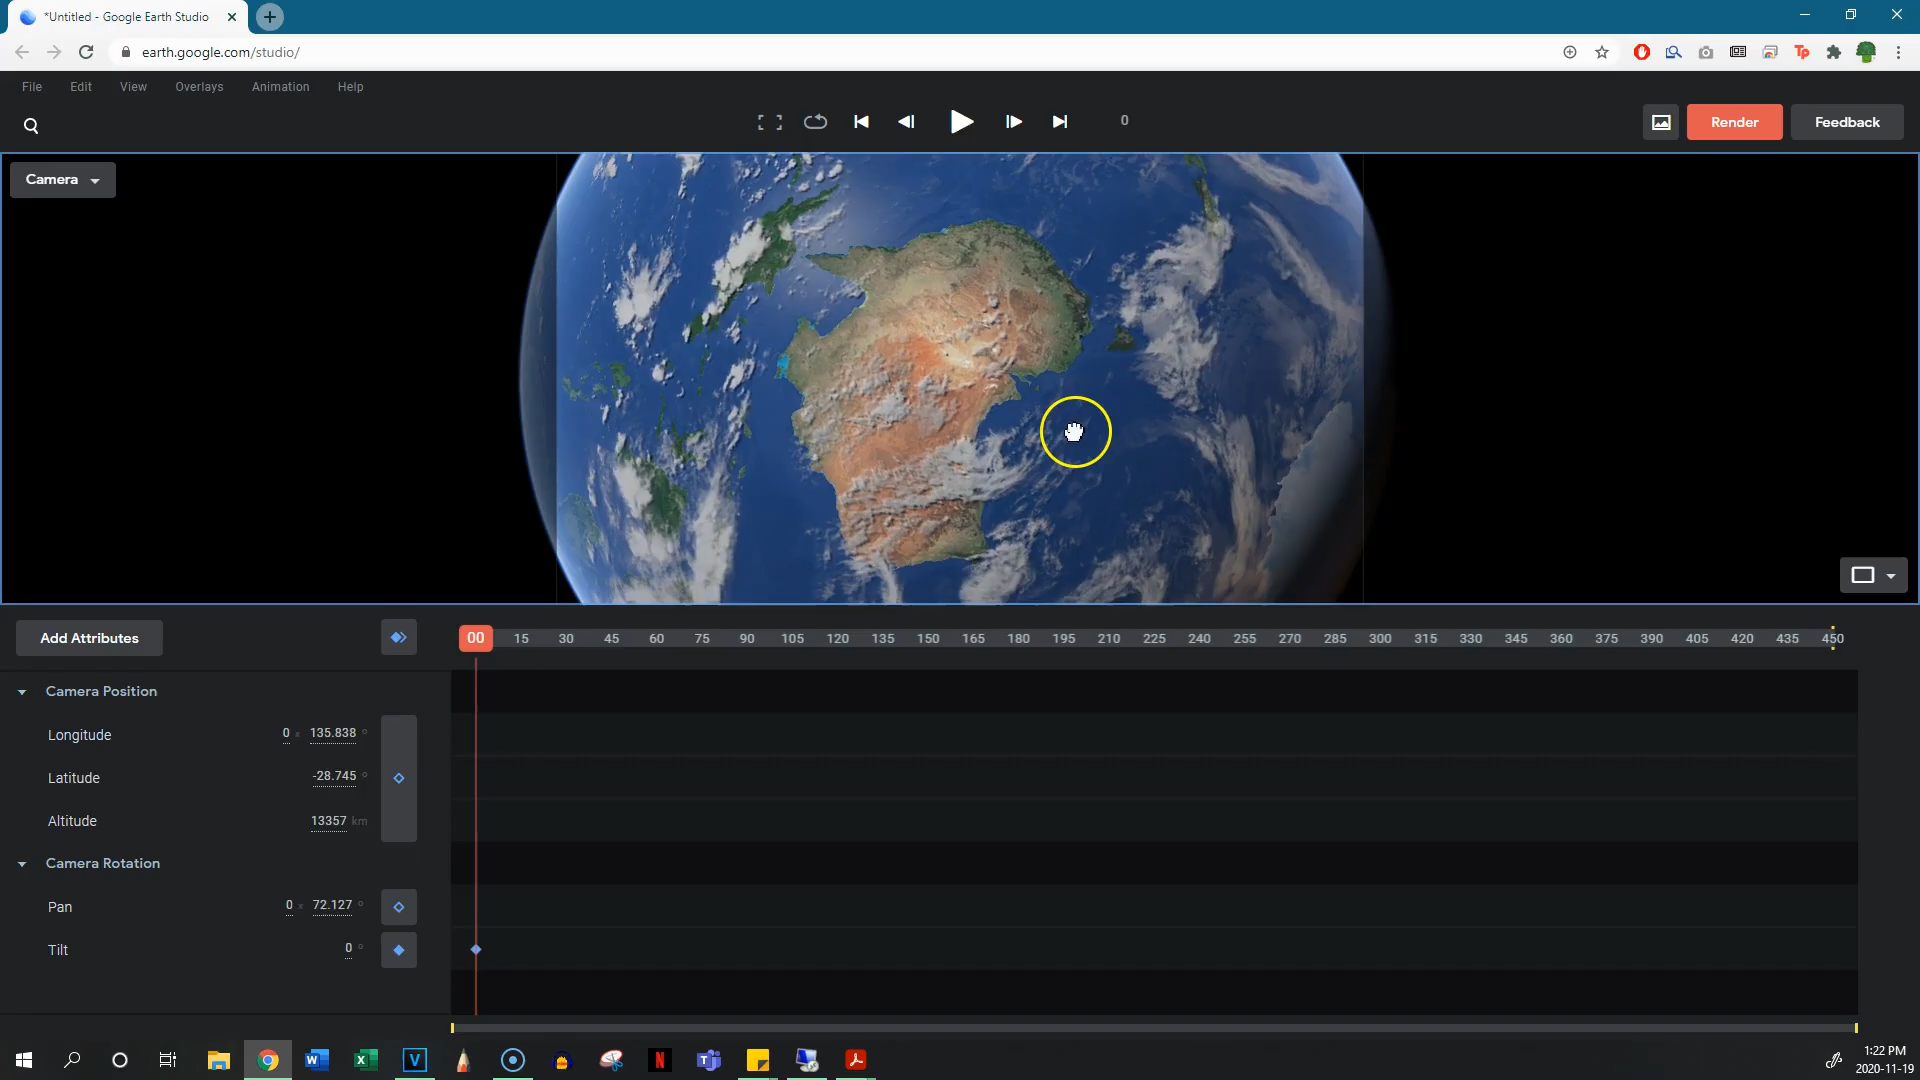 *Untitled - Google Earth Studio
earth.google.com/studio/
File Edit View Overlays Animation Help
0
Render
Feedback
Camera
Add Attributes
00 15 30 45 60 75 90 105 120 135 150 165 180 195 210 225 240 255 270 285 300 315 330 345 360 375 390 405 420 435 450
Camera Position
Longitude 0 x 135.838 °
Latitude -28.745 °
Altitude 13357 km
Camera Rotation
Pan 0 x 72.127 °
Tilt 0 °
1:22 PM
2020-11-19